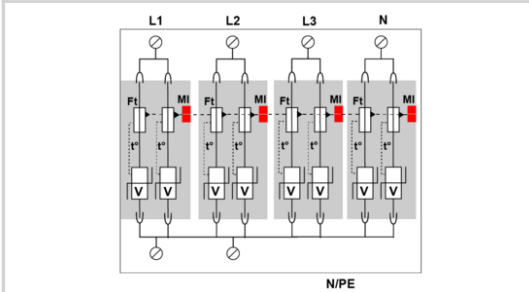 L1 L2 L3 N
Ft MI Ft MI Ft MI Ft MI
t° t° t° t° t° t° t° t°
V V V V V V V V
N/PE